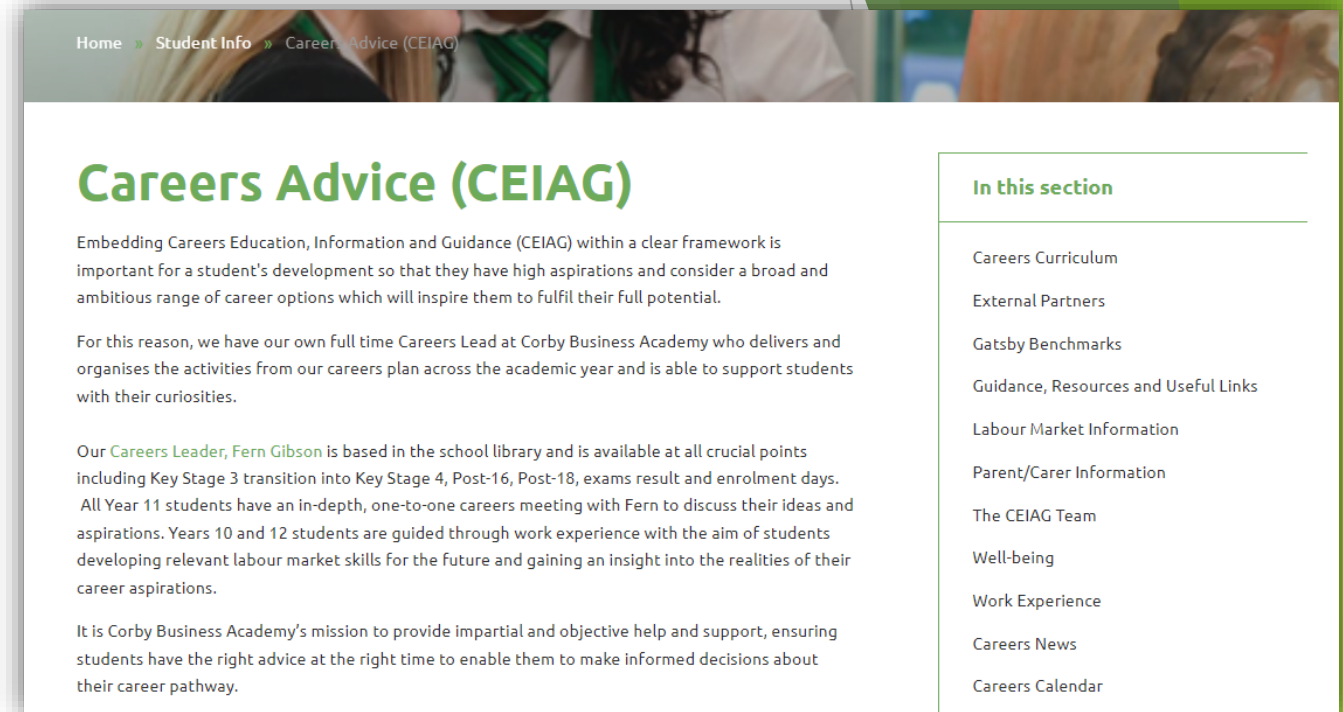 Home » Student Info » Careers Advice (CEIAG)
Careers Advice (CEIAG)
Embedding Careers Education, Information and Guidance (CEIAG) within a clear framework is
important for a student's development so that they have high aspirations and consider a broad and
ambitious range of career options which will inspire them to fulfil their full potential.
For this reason, we have our own full time Careers Lead at Corby Business Academy who delivers and
organises the activities from our careers plan across the academic year and is able to support students
with their curiosities.
Our Careers Leader, Fern Gibson is based in the school library and is available at all crucial points
including Key Stage 3 transition into Key Stage 4, Post-16, Post-18, exams result and enrolment days.
All Year 11 students have an in-depth, one-to-one careers meeting with Fern to discuss their ideas and
aspirations. Years 10 and 12 students are guided through work experience with the aim of students
developing relevant labour market skills for the future and gaining an insight into the realities of their
career aspirations.
It is Corby Business Academy’s mission to provide impartial and objective help and support, ensuring
students have the right advice at the right time to enable them to make informed decisions about
their career pathway.
In this section
Careers Curriculum
External Partners
Gatsby Benchmarks
Guidance, Resources and Useful Links
Labour Market Information
Parent/Carer Information
The CEIAG Team
Well-being
Work Experience
Careers News
Careers Calendar